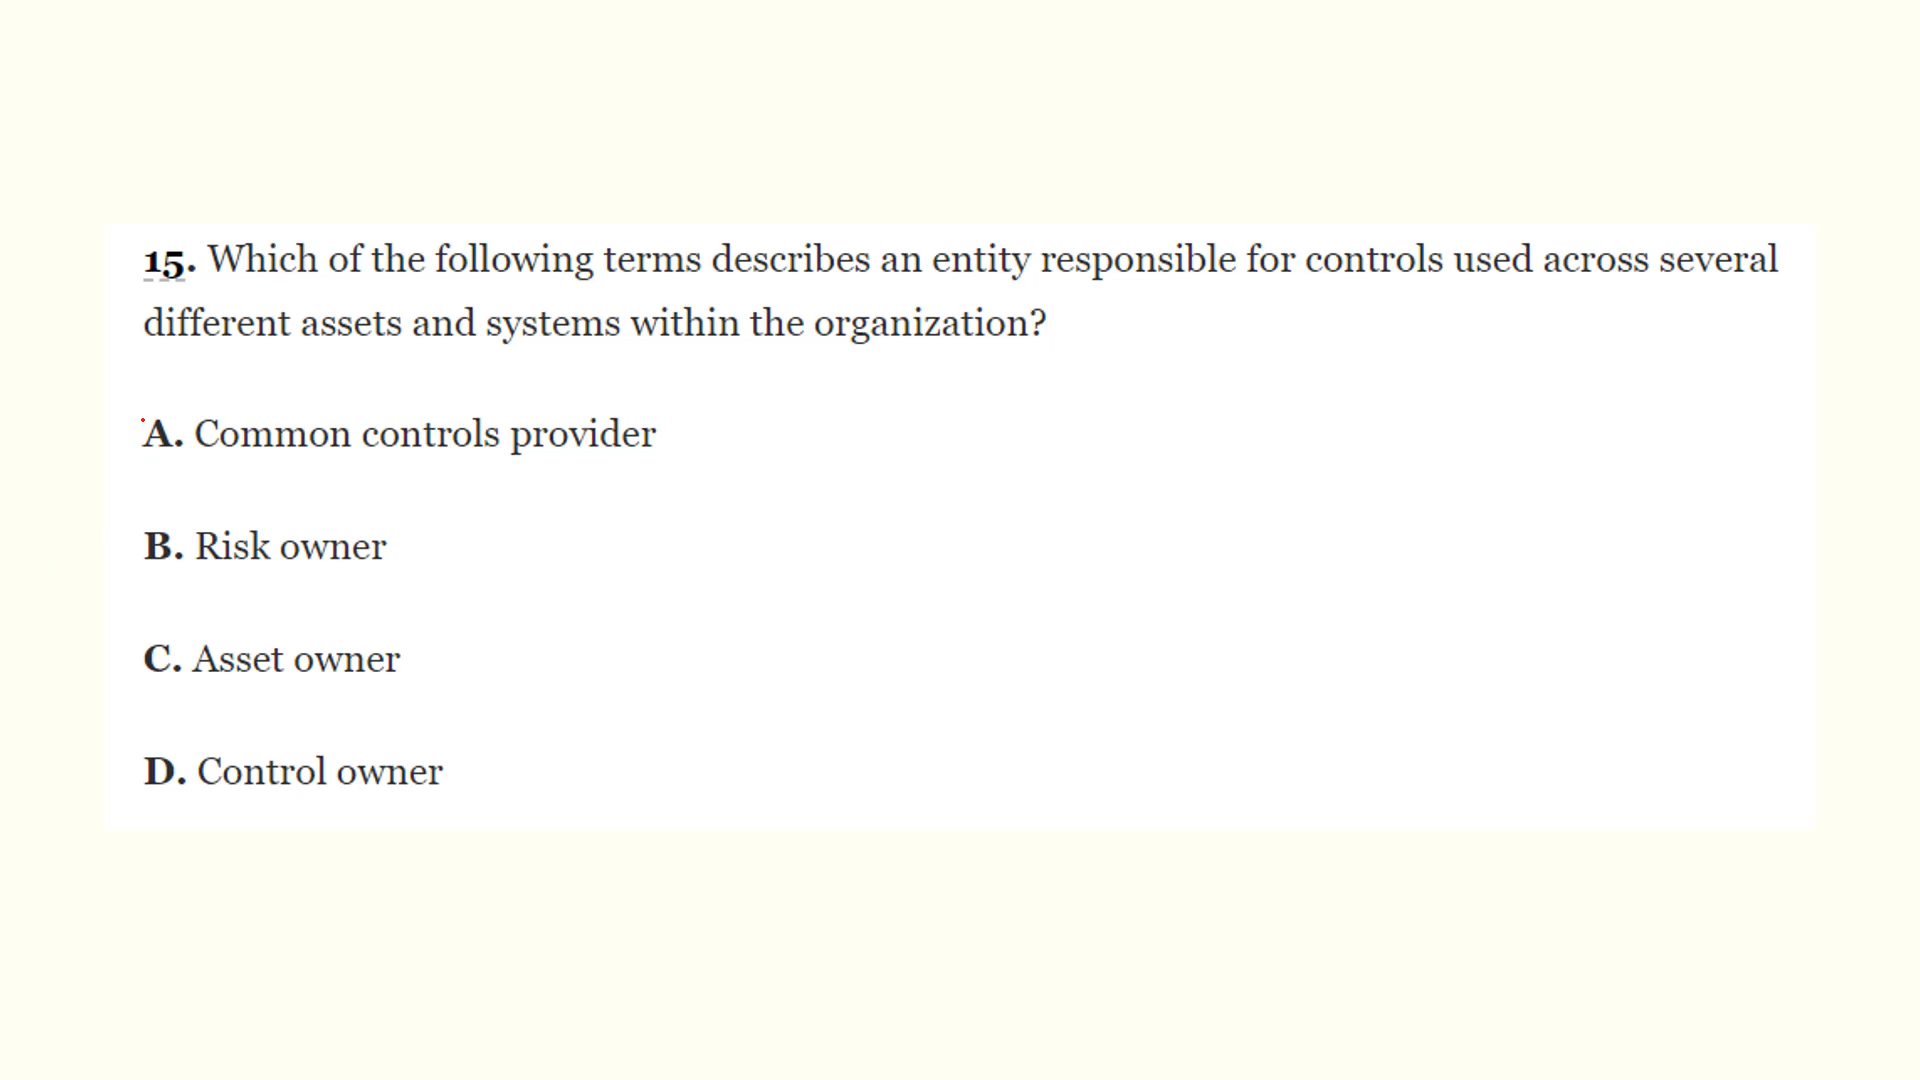 15. Which of the following terms describes an entity responsible for controls used across several
different assets and systems within the organization?
A. Common controls provider
B. Risk owner
C. Asset owner
D. Control owner